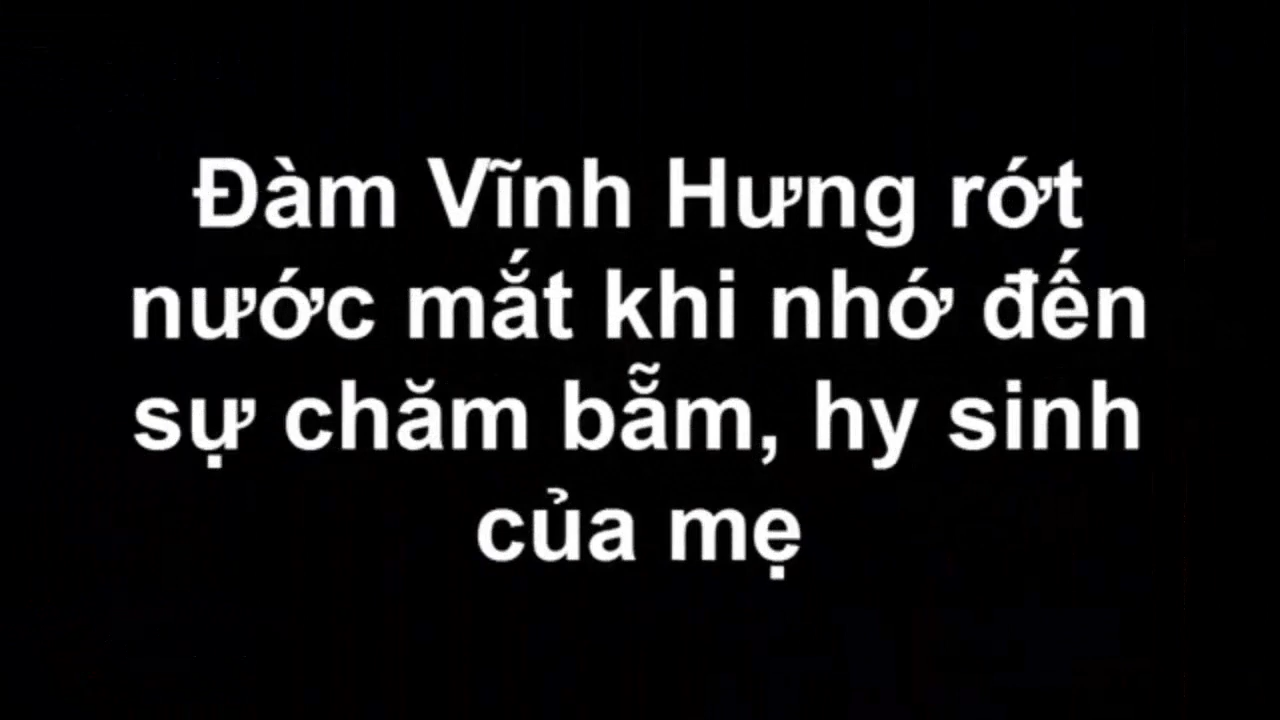 Đàm Vĩnh Hưng rớt
nước mắt khi nhớ đến
sự chăm bẵm, hy sinh
của mẹ